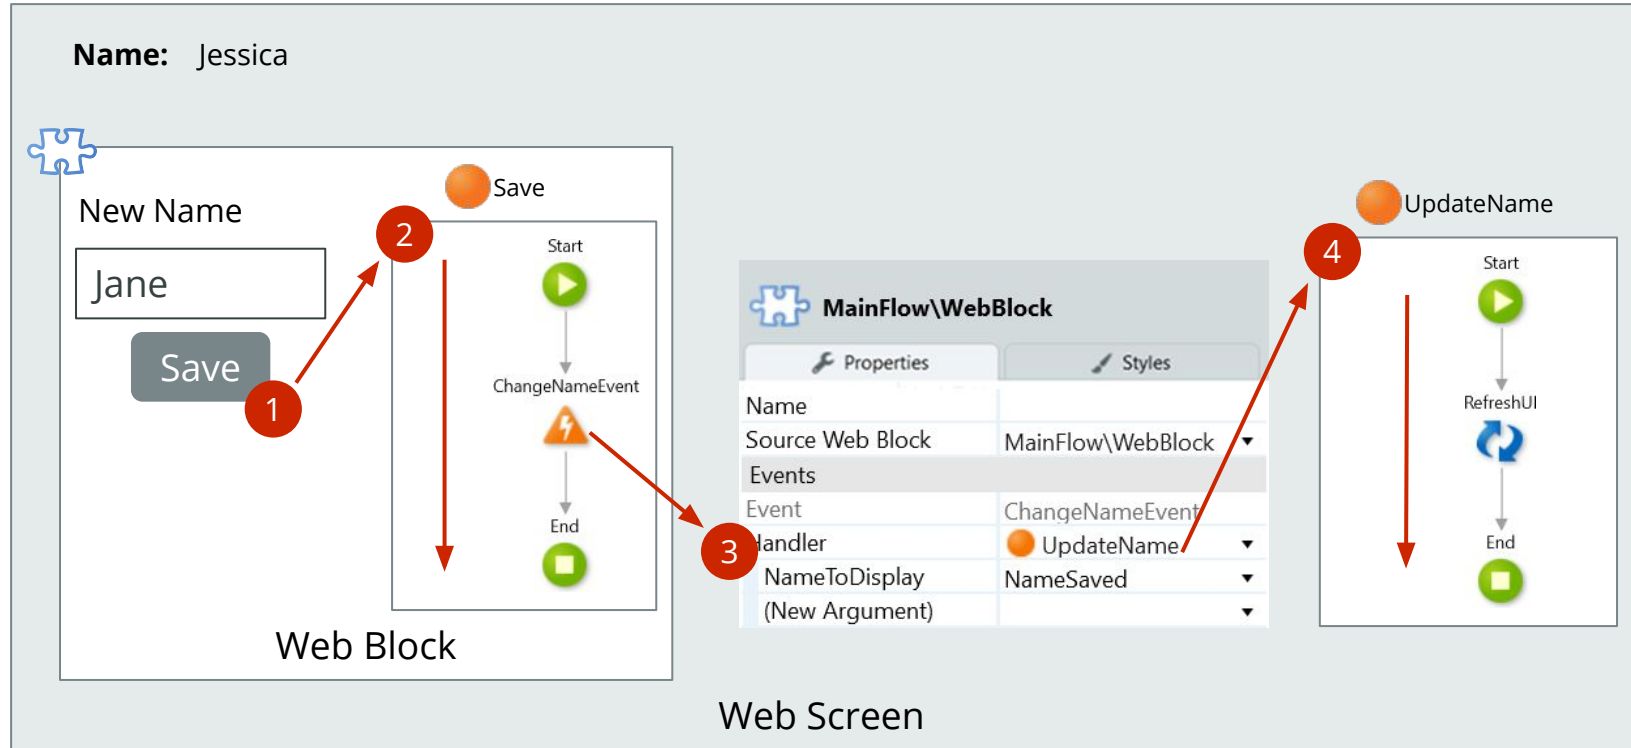 Name: Jessica
Save
New Name
Jane
Save
1
2
Start
ChangeNameEvent
End
Web Block
3
MainFlow\WebBlock
Properties
Styles
Name
Source Web Block MainFlow\WebBlock
Events
Event ChangeNameEvent
Handler UpdateName
NameToDisplay NameSaved
(New Argument)
4
UpdateName
Start
RefreshUI
End
Web Screen